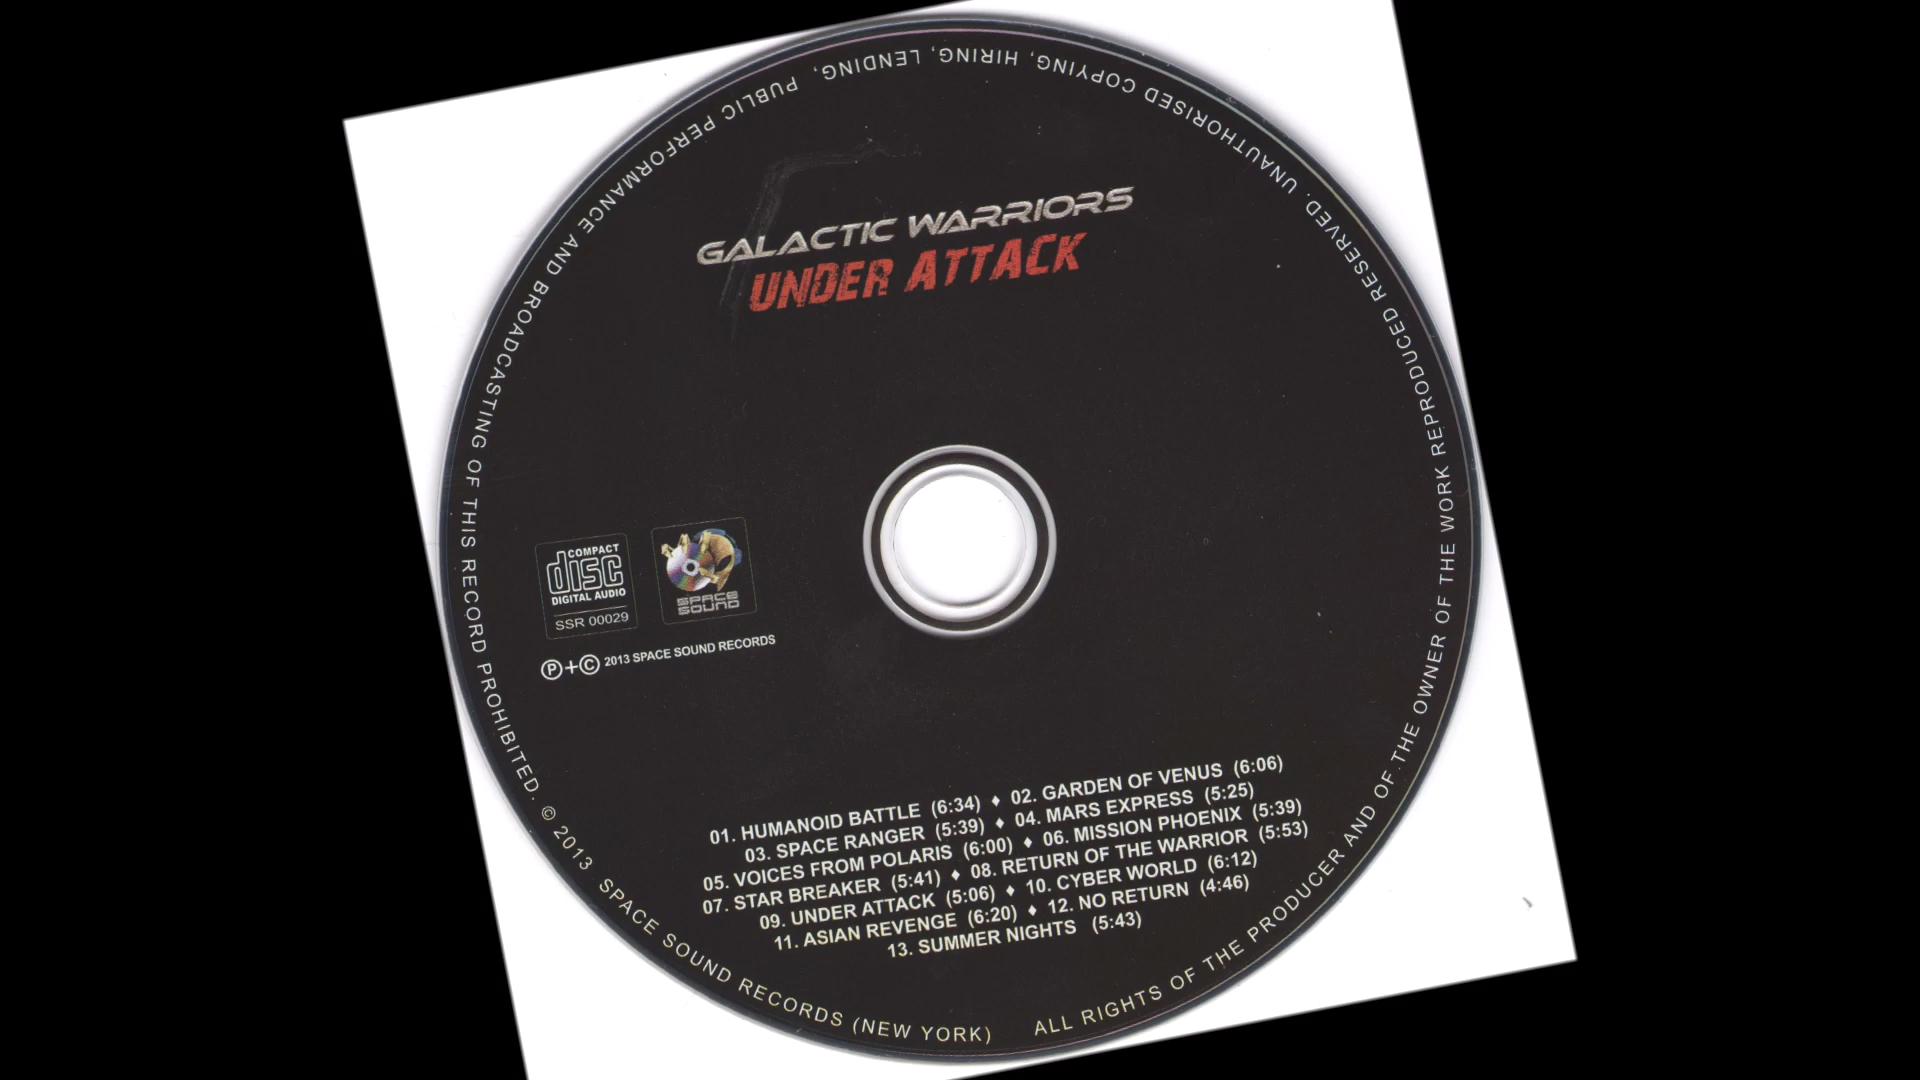 GALACTIC WARRIORS
UNDER ATTACK
COMPACT
disc
DIGITAL AUDIO
SSR 00029
SPACE
SOUND
Ⓟ+© 2013 SPACE SOUND RECORDS
01. HUMANOID BATTLE (6:34) ♦ 02. GARDEN OF VENUS (6:06)
03. SPACE RANGER (5:39) ♦ 04. MARS EXPRESS (5:25)
05. VOICES FROM POLARIS (6:00) ♦ 06. MISSION PHOENIX (5:39)
07. STAR BREAKER (5:41) ♦ 08. RETURN OF THE WARRIOR (5:53)
09. UNDER ATTACK (5:06) ♦ 10. CYBER WORLD (6:12)
11. ASIAN REVENGE (6:20) ♦ 12. NO RETURN (4:46)
13. SUMMER NIGHTS (5:43)
ALL RIGHTS OF THE PRODUCER AND OF THE OWNER OF THE WORK REPRODUCED RESERVED. UNAUTHORISED COPYING, HIRING, LENDING, PUBLIC PERFORMANCE AND BROADCASTING OF THIS RECORD PROHIBITED. © 2013 SPACE SOUND RECORDS (NEW YORK)